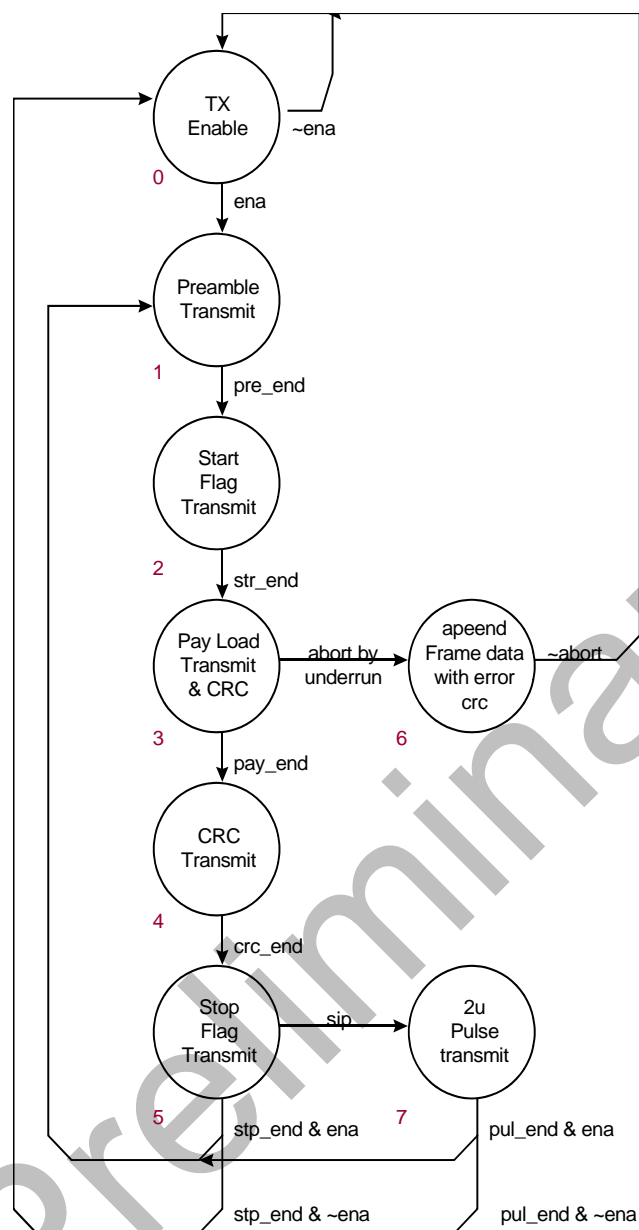 TX
Enable
~ena
0
ena
Preamble
Transmit
1
pre_end
Start
Flag
Transmit
2
str_end
Pay Load
Transmit
& CRC
3
abort by
underrun
apeend
Frame data
with error
crc
6
~abort
pay_end
CRC
Transmit
4
crc_end
Stop
Flag
Transmit
5
sip
2u
Pulse
transmit
7
stp_end & ena
pul_end & ena
stp_end & ~ena
pul_end & ~ena
Prelimina